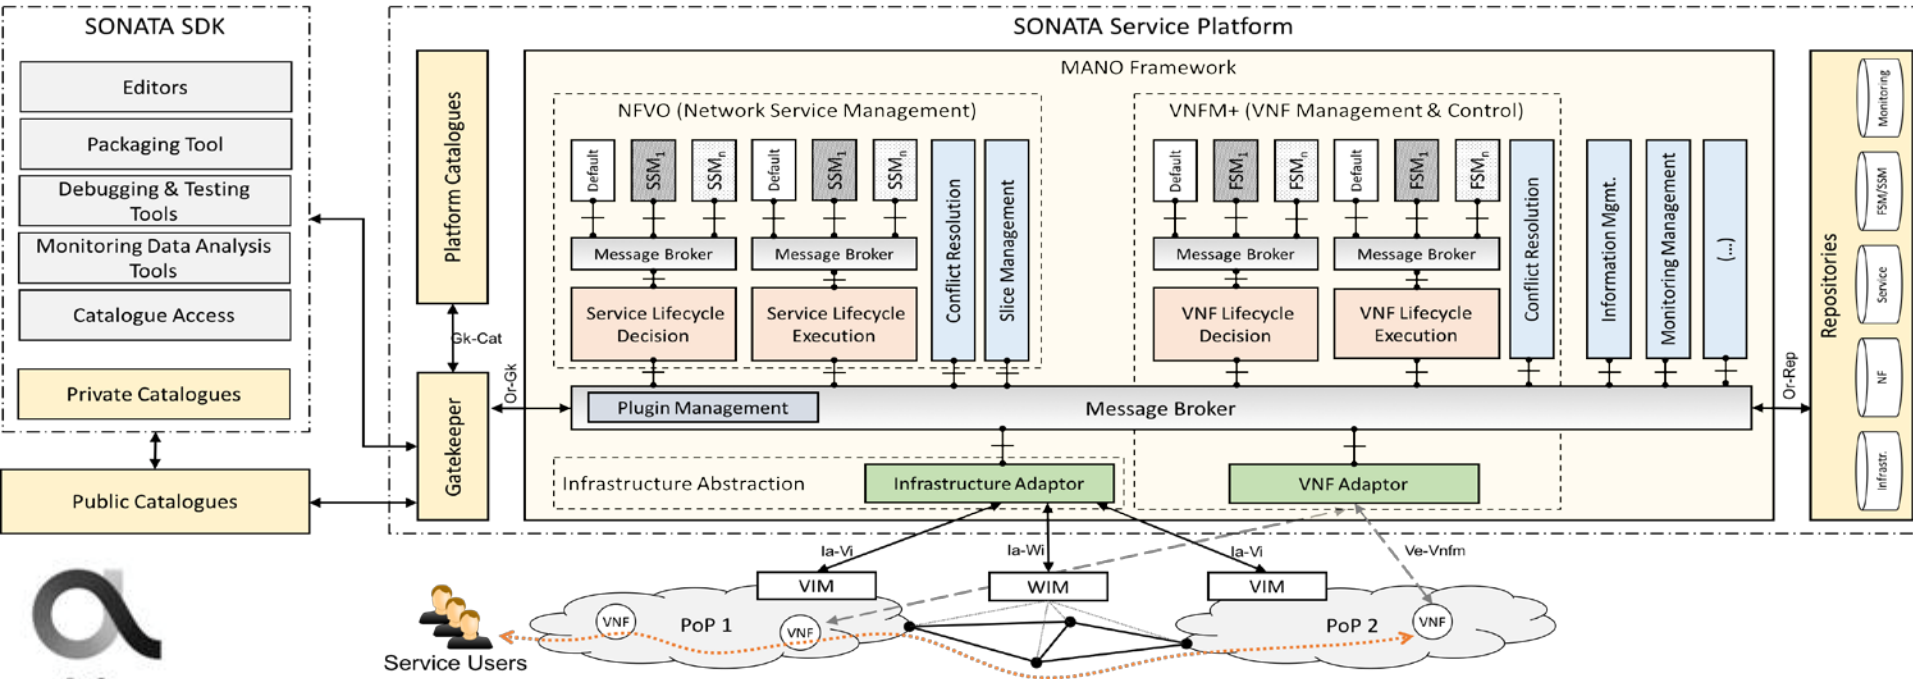 SONATA SDK
Editors
Packaging Tool
Debugging & Testing
Tools
Monitoring Data Analysis
Tools
Catalogue Access
Private Catalogues
Public Catalogues
SONATA Service Platform
Platform Catalogues
Gk-Cat
Gatekeeper
Or-Gk
MANO Framework
NFVO (Network Service Management)
Default
SSM1
SSMn
Default
SSM1
SSMn
Message Broker
Message Broker
Service Lifecycle
Decision
Service Lifecycle
Execution
Conflict Resolution
Slice Management
VNFM+ (VNF Management & Control)
Default
FSM1
FSMn
Default
FSM1
FSMn
Message Broker
Message Broker
VNF Lifecycle
Decision
VNF Lifecycle
Execution
Conflict Resolution
Information Mgmt.
Monitoring Management
(...)
Plugin Management
Message Broker
Or-Rep
Repositories
Monitoring
FSM/SSM
Service
NF
Infrastr.
Infrastructure Abstraction
Infrastructure Adaptor
VNF Adaptor
Ia-Vi
Ia-Wi
Ia-Vi
Ve-Vnfm
VIM
WIM
VIM
VNF
PoP 1
VNF
PoP 2
VNF
Service Users